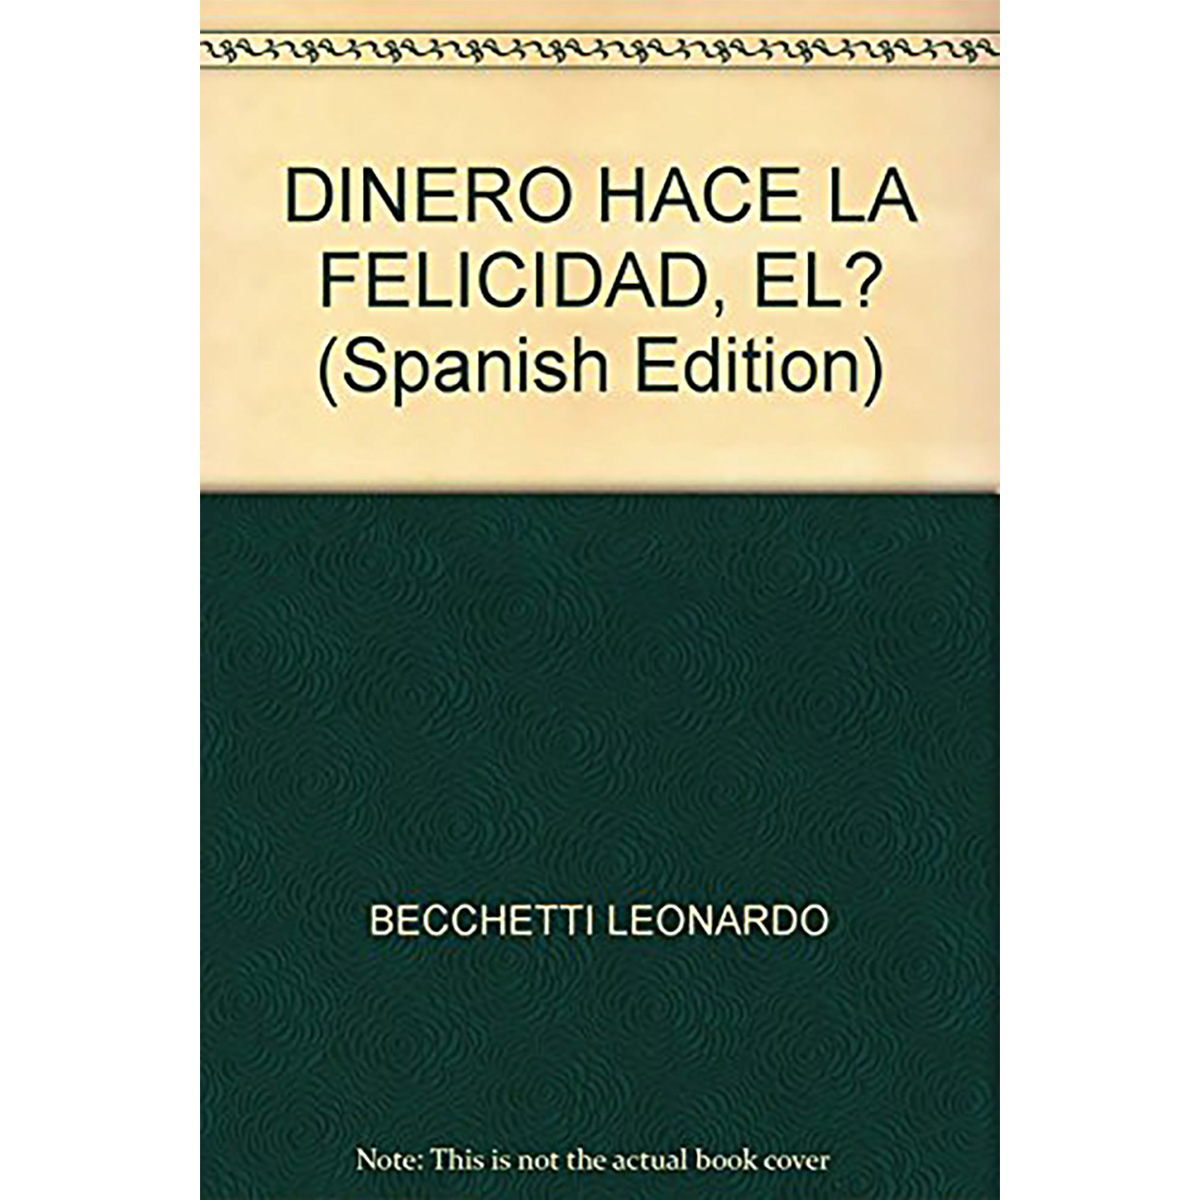 DINERO HACE LA
FELICIDAD, EL?
(Spanish Edition)
BECCHETTI LEONARDO
Note: This is not the actual book cover